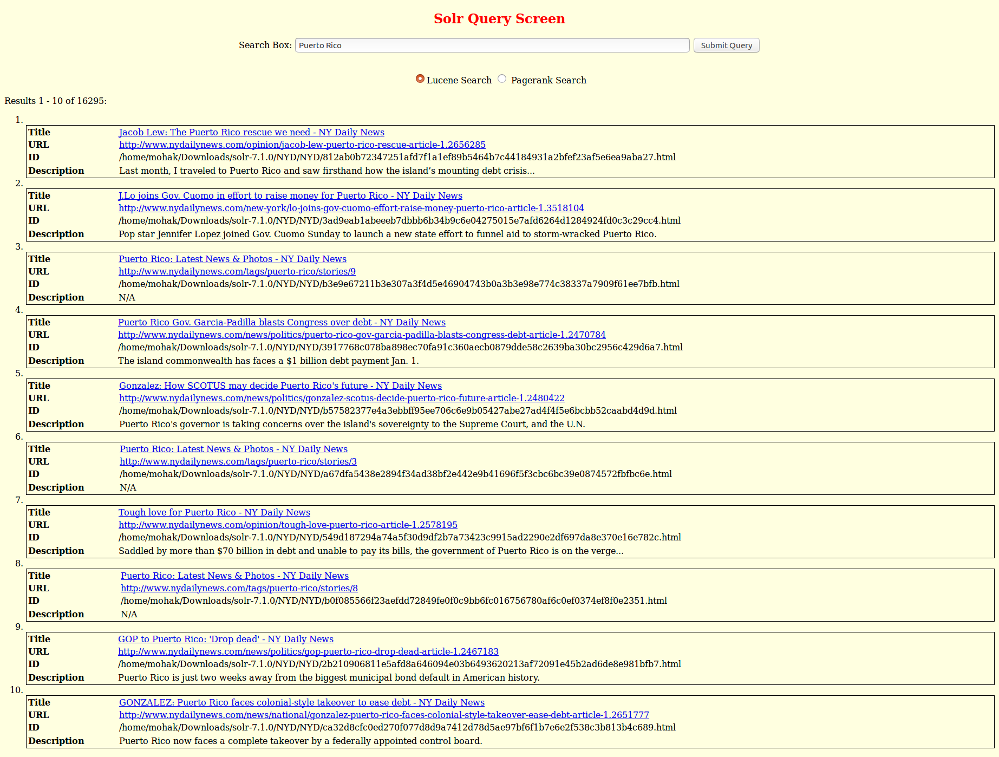 Solr Query Screen
Search Box: Puerto Rico Submit Query
Lucene Search Pagerank Search
Results 1 - 10 of 16295:
1.
Title Jacob Lew: The Puerto Rico rescue we need - NY Daily News
URL http://www.nydailynews.com/opinion/jacob-lew-puerto-rico-rescue-article-1.2656285
ID /home/mohak/Downloads/solr-7.1.0/NYD/NYD/812ab0b72347251afd7f1a1ef89b5464b7c44184931a2bfef23af5e6ea9aba27.html
Description Last month, I traveled to Puerto Rico and saw firsthand how the island’s mounting debt crisis...
2.
Title J.Lo joins Gov. Cuomo in effort to raise money for Puerto Rico - NY Daily News
URL http://www.nydailynews.com/new-york/lo-joins-gov-cuomo-effort-raise-money-puerto-rico-article-1.3518104
ID /home/mohak/Downloads/solr-7.1.0/NYD/NYD/3ad9eab1abeeeb7dbbb6b34b9c6e04275015e7afd6264d1284924fd0c3c29cc4.html
Description Pop star Jennifer Lopez joined Gov. Cuomo Sunday to launch a new state effort to funnel aid to storm-wracked Puerto Rico.
3.
Title Puerto Rico: Latest News & Photos - NY Daily News
URL http://www.nydailynews.com/tags/puerto-rico/stories/9
ID /home/mohak/Downloads/solr-7.1.0/NYD/NYD/b3e9e67211b3e307a3f4d5e46904743b0a3b3e98e774c38337a7909f61ee7bfb.html
Description N/A
4.
Title Puerto Rico Gov. Garcia-Padilla blasts Congress over debt - NY Daily News
URL http://www.nydailynews.com/news/politics/puerto-rico-gov-garcia-padilla-blasts-congress-debt-article-1.2470784
ID /home/mohak/Downloads/solr-7.1.0/NYD/NYD/3917768c078ba898ec70fa91c360aecb0879dde58c2639ba30bc2956c429d6a7.html
Description The island commonwealth has faces a $1 billion debt payment Jan. 1.
5.
Title Gonzalez: How SCOTUS may decide Puerto Rico's future - NY Daily News
URL http://www.nydailynews.com/news/politics/gonzalez-scotus-decide-puerto-rico-future-article-1.2480422
ID /home/mohak/Downloads/solr-7.1.0/NYD/NYD/b57582377e4a3ebbff95ee706c6e9b05427abe27ad4f4f5e6bcbb52caabd4d9d.html
Description Puerto Rico's governor is taking concerns over the island's sovereignty to the Supreme Court, and the U.N.
6.
Title Puerto Rico: Latest News & Photos - NY Daily News
URL http://www.nydailynews.com/tags/puerto-rico/stories/3
ID /home/mohak/Downloads/solr-7.1.0/NYD/NYD/a67dfa5438e2894f34ad38bf2e442e9b41696f5f3cbc6bc39e0874572fbfbc6e.html
Description N/A
7.
Title Tough love for Puerto Rico - NY Daily News
URL http://www.nydailynews.com/opinion/tough-love-puerto-rico-article-1.2578195
ID /home/mohak/Downloads/solr-7.1.0/NYD/NYD/549d187294a74a5f30d9df2b7a73423c9915ad2290e2df697da8e370e16e782c.html
Description Saddled by more than $70 billion in debt and unable to pay its bills, the government of Puerto Rico is on the verge...
8.
Title Puerto Rico: Latest News & Photos - NY Daily News
URL http://www.nydailynews.com/tags/puerto-rico/stories/8
ID /home/mohak/Downloads/solr-7.1.0/NYD/NYD/b0f085566f23aefdd72849fe0f0c9bb6fc016756780af6c0ef0374ef8f0e2351.html
Description N/A
9.
Title GOP to Puerto Rico: 'Drop dead' - NY Daily News
URL http://www.nydailynews.com/news/politics/gop-puerto-rico-drop-dead-article-1.2467183
ID /home/mohak/Downloads/solr-7.1.0/NYD/NYD/2b210906811e5afd8a646094e03b6493620213af72091e45b2ad6de8e981bfb7.html
Description Puerto Rico is just two weeks away from the biggest municipal bond default in American history.
10.
Title GONZALEZ: Puerto Rico faces colonial-style takeover to ease debt - NY Daily News
URL http://www.nydailynews.com/news/national/gonzalez-puerto-rico-faces-colonial-style-takeover-ease-debt-article-1.2651777
ID /home/mohak/Downloads/solr-7.1.0/NYD/NYD/ca32d8cfc0ed270f077d8d9a7412d78d5ae97bf6f1b7e6e2f538c3b813b4c689.html
Description Puerto Rico now faces a complete takeover by a federally appointed control board.